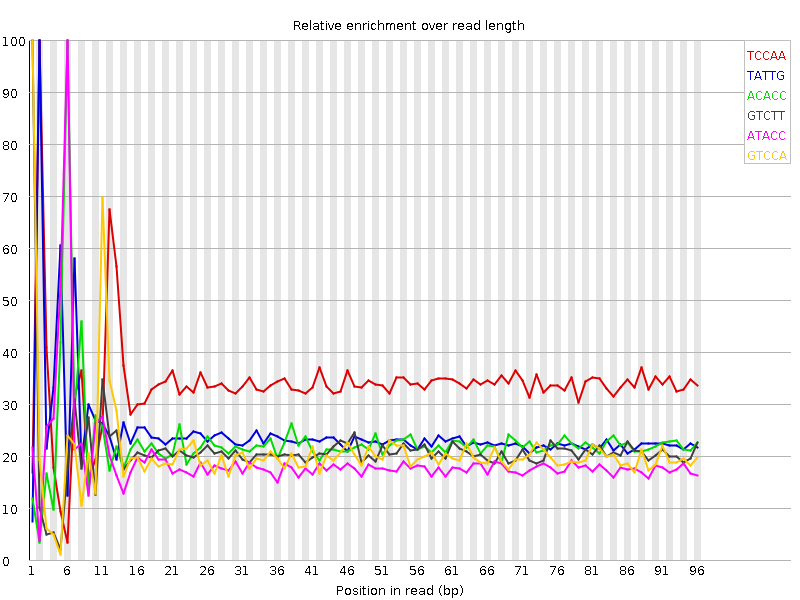 Relative enrichment over read length
100
90
80
70
60
50
40
30
20
10
0
TCCAA
TATTG
ACACC
GTCTT
ATACC
GTCCA
1 6 11 16 21 26 31 36 41 46 51 56 61 66 71 76 81 86 91 96
Position in read (bp)